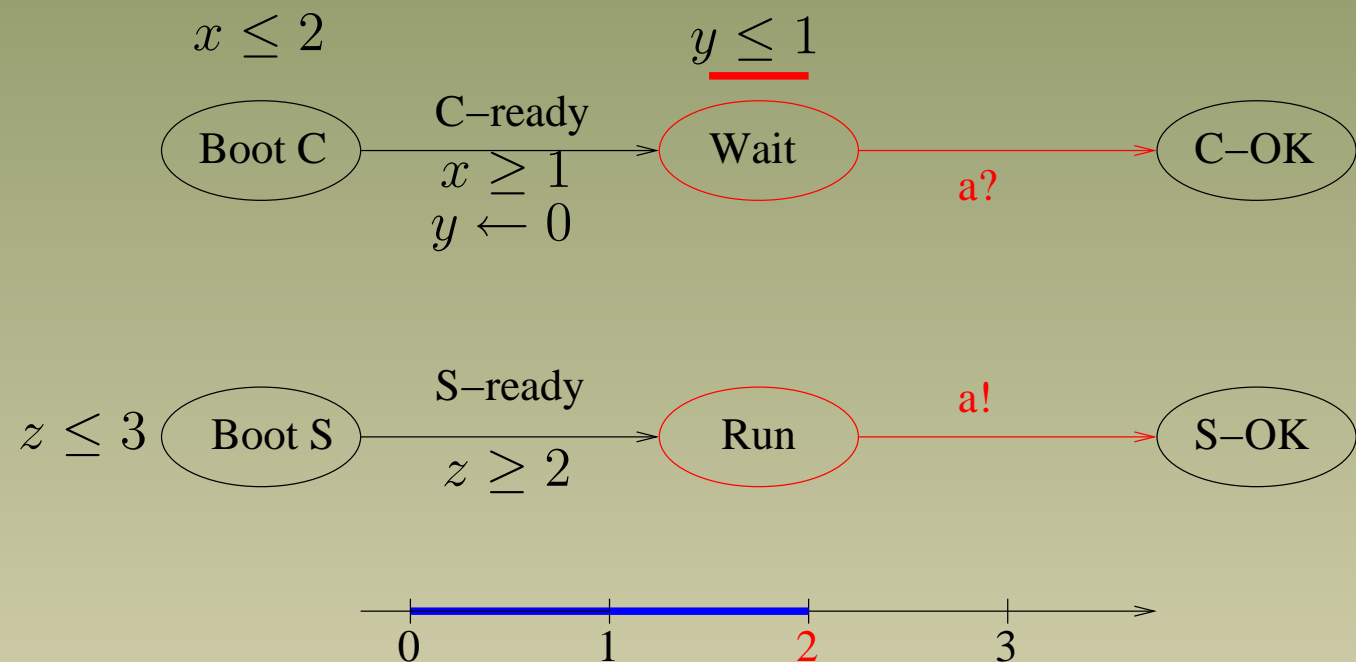 x ≤ 2
y ≤ 1
C–ready
Boot C
Wait
C–OK
x ≥ 1
a?
y ← 0
S–ready
a!
z ≤ 3
Boot S
Run
S–OK
z ≥ 2
0 1 2 3